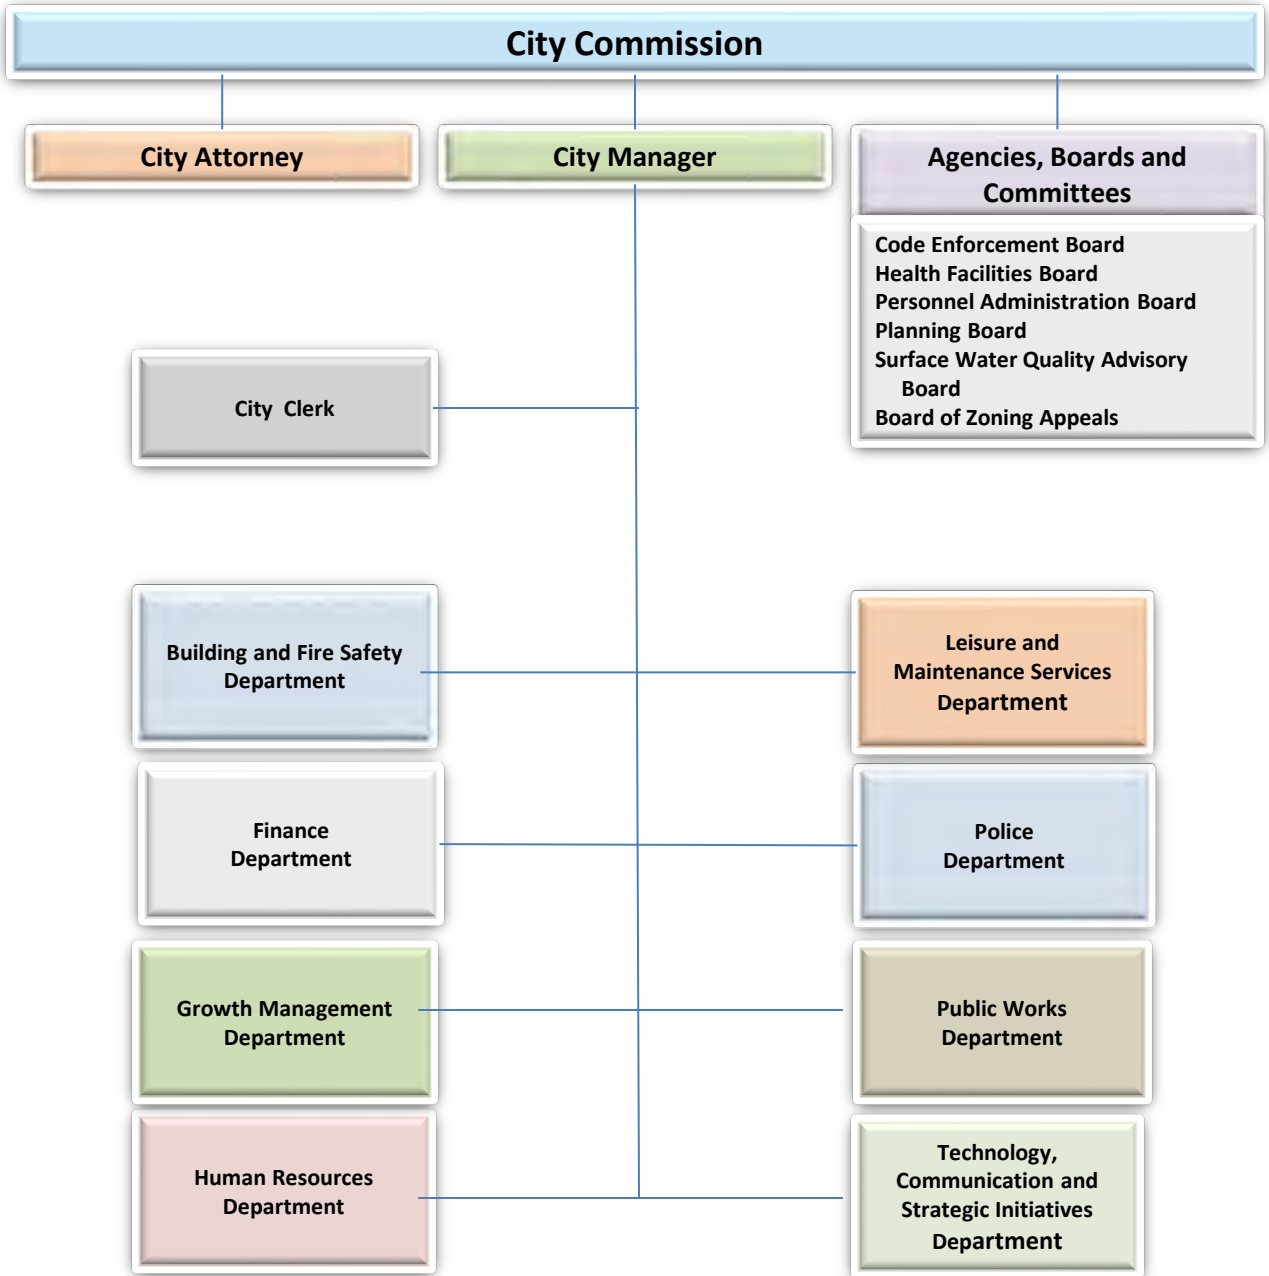 City Commission
City Attorney
City Manager
Agencies, Boards and
Committees
Code Enforcement Board
Health Facilities Board
Personnel Administration Board
Planning Board
Surface Water Quality Advisory
Board
Board of Zoning Appeals
City Clerk
Building and Fire Safety
Department
Leisure and
Maintenance Services
Department
Finance
Department
Police
Department
Growth Management
Department
Public Works
Department
Human Resources
Department
Technology,
Communication and
Strategic Initiatives
Department